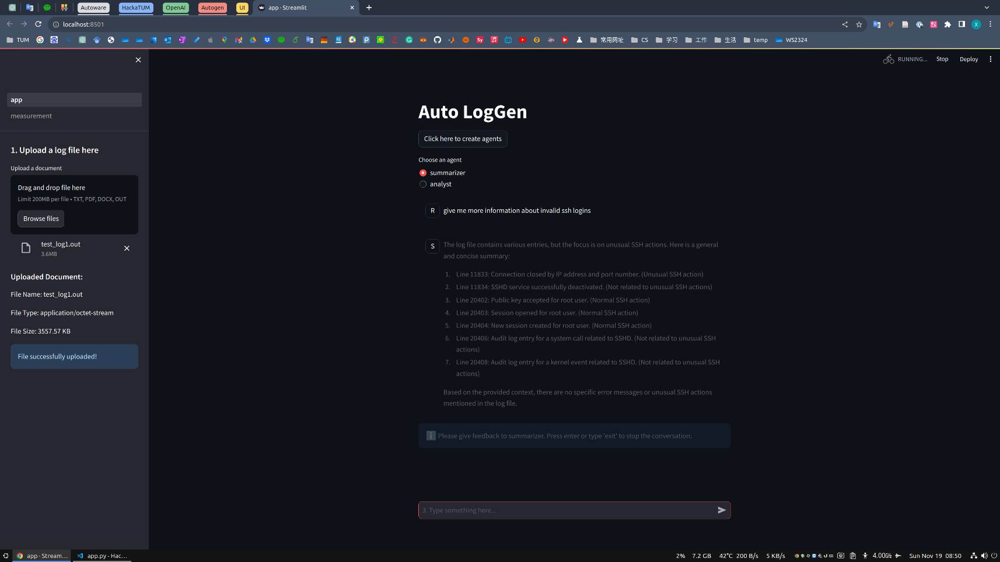 Autoware HackaTUM OpenAI Autogen UI app · Streamlit
localhost:8501
TUM 常用网址 CS 学习 工作 生活 temp WS2324
RUNNING... Stop Deploy
app
measurement
1. Upload a log file here
Upload a document
Drag and drop file here
Limit 200MB per file • TXT, PDF, DOCX, OUT
Browse files
test_log1.out
3.6MB
Uploaded Document:
File Name: test_log1.out
File Type: application/octet-stream
File Size: 3557.57 KB
File successfully uploaded!
Auto LogGen
Click here to create agents
Choose an agent
summarizer
analyst
R give me more information about invalid ssh logins
S The log file contains various entries, but the focus is on unusual SSH actions. Here is a general
and concise summary:
1. Line 11833: Connection closed by IP address and port number. (Unusual SSH action)
2. Line 11834: SSHD service successfully deactivated. (Not related to unusual SSH actions)
3. Line 20402: Public key accepted for root user. (Normal SSH action)
4. Line 20403: Session opened for root user. (Normal SSH action)
5. Line 20404: New session created for root user. (Normal SSH action)
6. Line 20406: Audit log entry for a system call related to SSHD. (Not related to unusual SSH
actions)
7. Line 20408: Audit log entry for a kernel event related to SSHD. (Not related to unusual SSH
actions)
Based on the provided context, there are no specific error messages or unusual SSH actions
mentioned in the log file.
Please give feedback to summarizer. Press enter or type 'exit' to stop the conversation:
3. Type something here...
app · Stream... app.py - Hac... 2% 7.2 GB 42°C 200 B/s 5 KB/s 4.00GHz Sun Nov 19 08:50